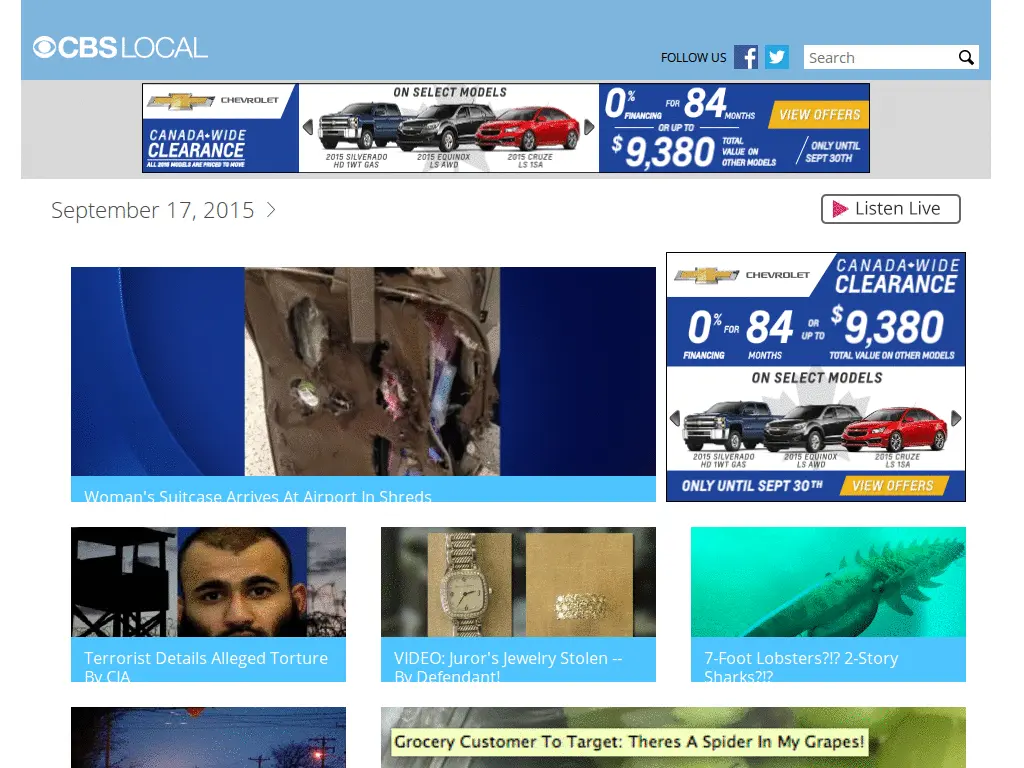 CBS LOCAL
FOLLOW US
Search
CHEVROLET
CANADA WIDE
CLEARANCE
ALL 2015 MODELS ARE PRICED TO MOVE
ON SELECT MODELS
2015 SILVERADO
HD 1WT GAS
2015 EQUINOX
LS AWD
2015 CRUZE
LS 1SA
0% FINANCING FOR 84 MONTHS
OR UP TO
$9,380 TOTAL VALUE ON OTHER MODELS
VIEW OFFERS
ONLY UNTIL
SEPT 30TH
September 17, 2015
Listen Live
Woman's Suitcase Arrives At Airport In Shreds
CHEVROLET
CANADA WIDE
CLEARANCE
0% FOR 84 OR UP TO $9,380
FINANCING MONTHS TOTAL VALUE ON OTHER MODELS
ON SELECT MODELS
2015 SILVERADO
HD 1WT GAS
2015 EQUINOX
LS AWD
2015 CRUZE
LS 1SA
ONLY UNTIL SEPT 30TH
VIEW OFFERS
Terrorist Details Alleged Torture
By CIA
VIDEO: Juror's Jewelry Stolen --
By Defendant!
7-Foot Lobsters?!? 2-Story
Sharks?!?
Grocery Customer To Target: Theres A Spider In My Grapes!